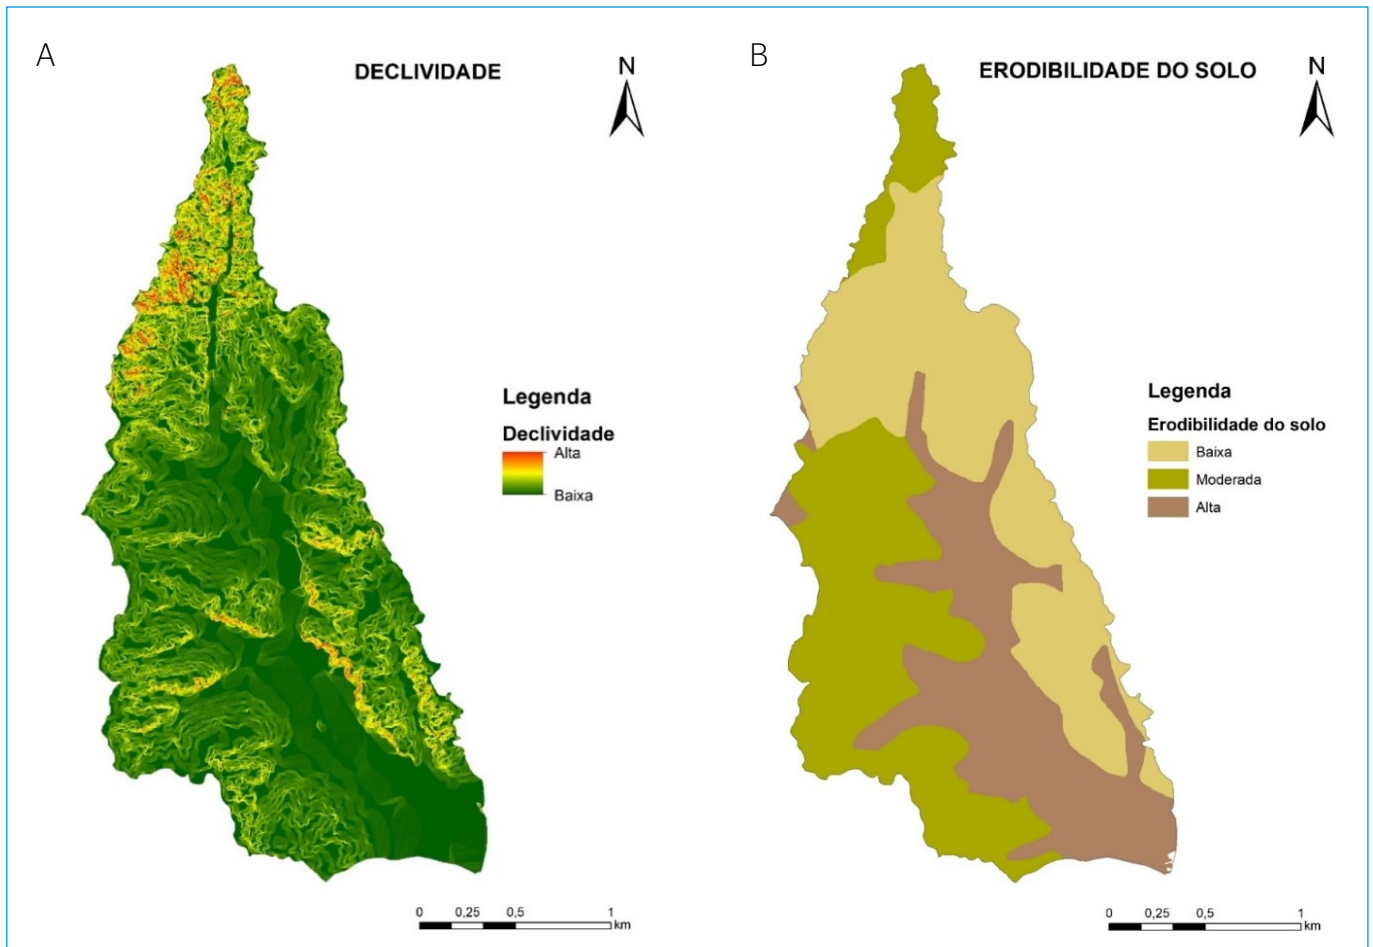 A
DECLIVIDADE
N
Legenda
Declividade
Alta
Baixa
0 0,25 0,5 1
km
B
ERODIBILIDADE DO SOLO
N
Legenda
Erodibilidade do solo
Baixa
Moderada
Alta
0 0,25 0,5 1
km